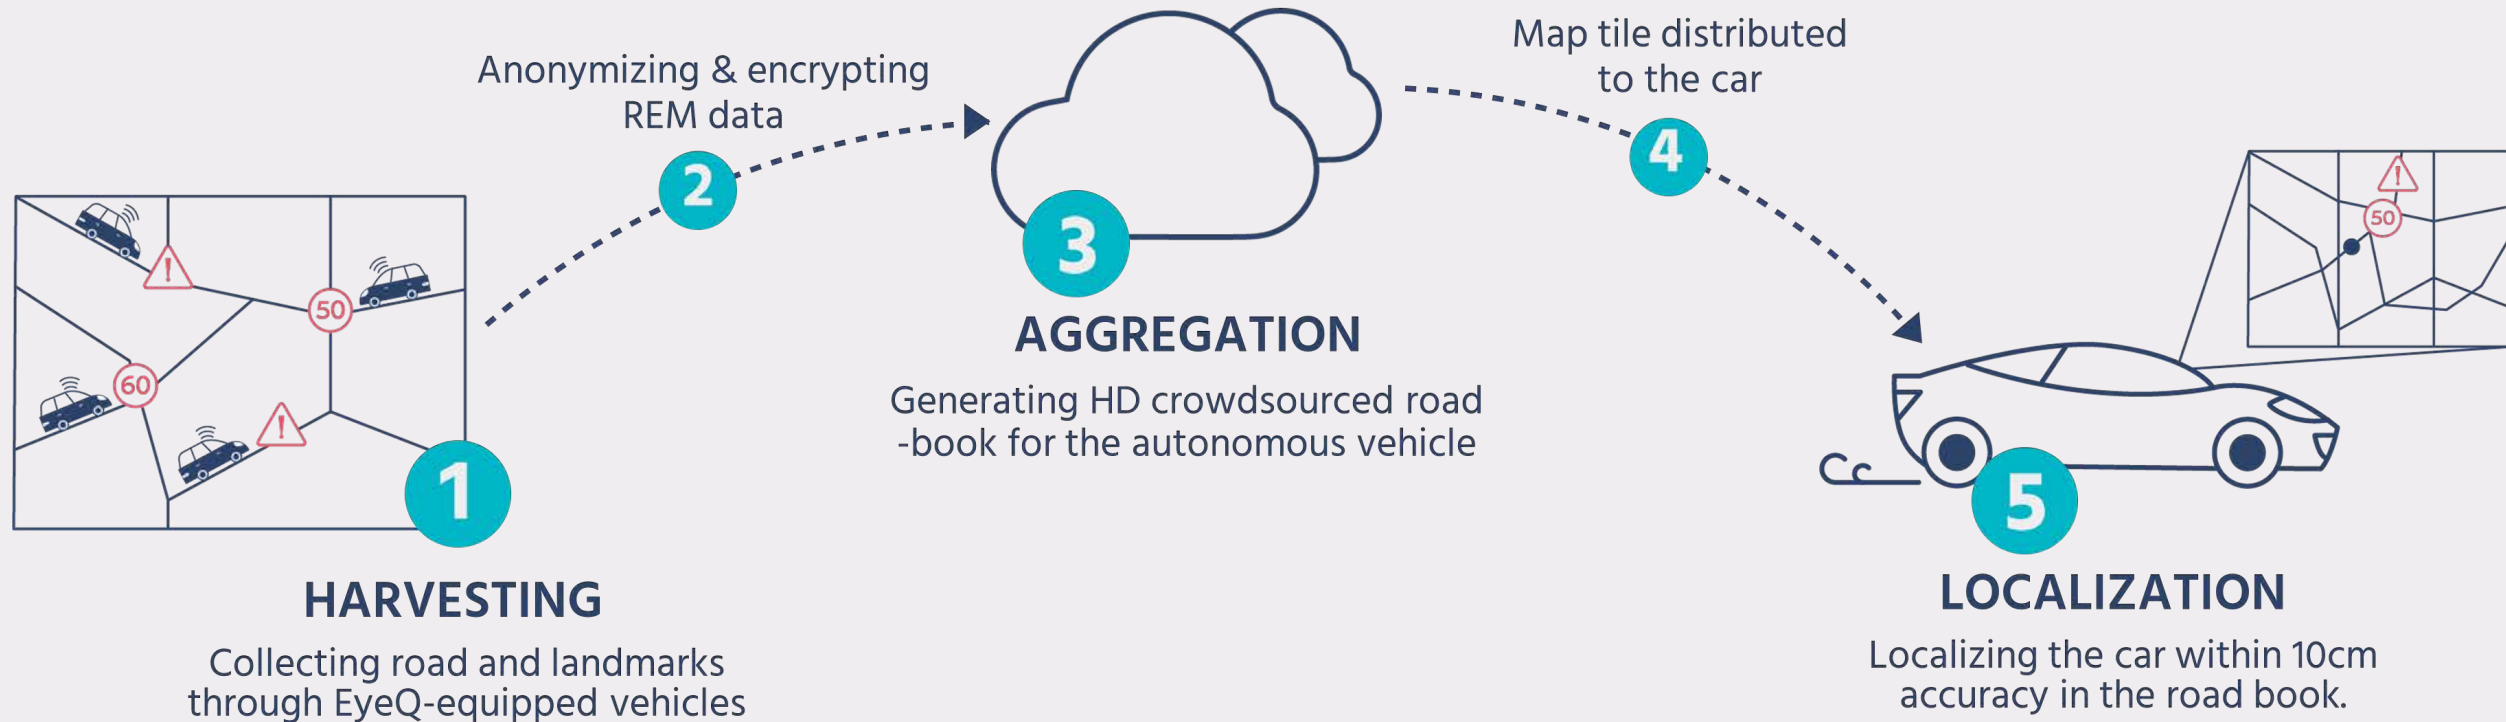 50
60
1
HARVESTING
Collecting road and landmarks
through EyeQ-equipped vehicles
Anonymizing & encrypting
REM data
2
3
AGGREGATION
Generating HD crowdsourced road
-book for the autonomous vehicle
Map tile distributed
to the car
4
50
5
LOCALIZATION
Localizing the car within 10cm
accuracy in the road book.